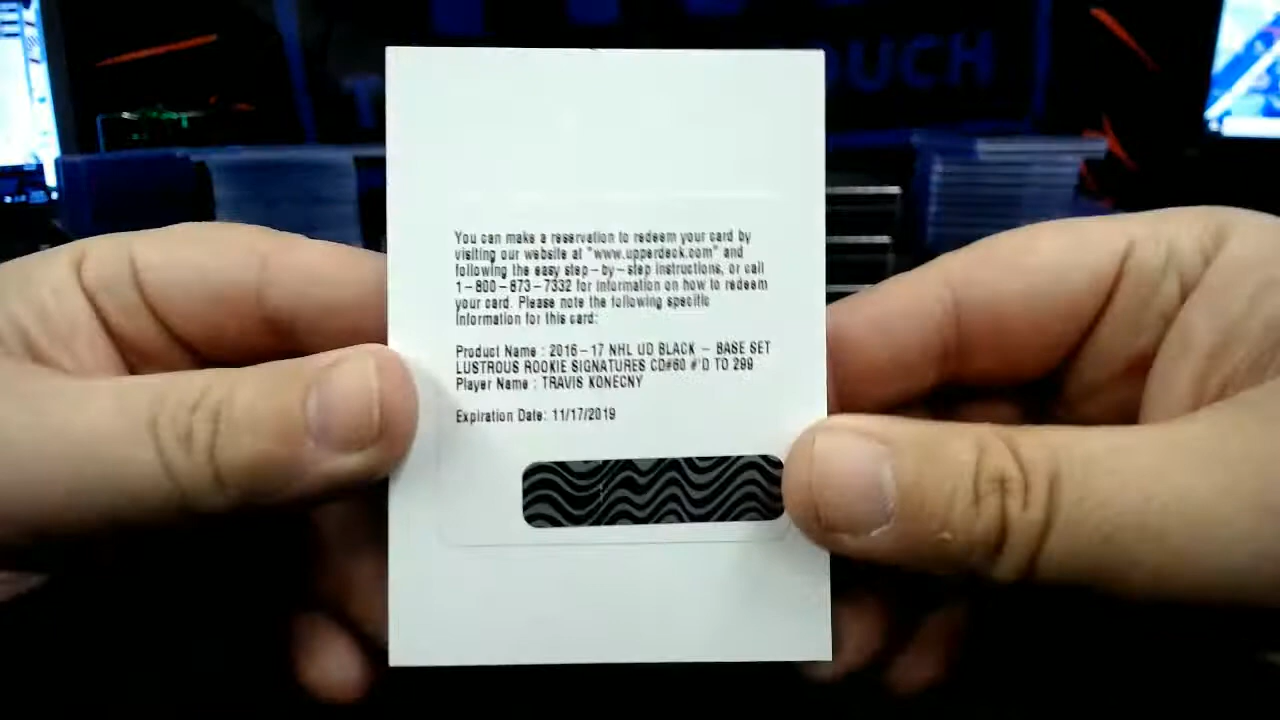 OUCH
You can make a reservation to redeem your card by
visiting our website at "www.upperdeck.com" and
following the easy step-by-step instructions, or call
1-800-873-7332 for information on how to redeem
your card. Please note the following specific
information for this card:
Product Name : 2016-17 NHL UD BLACK - BASE SET
LUSTROUS ROOKIE SIGNATURES CD#60 #'D TO 299
Player Name : TRAVIS KONECNY
Expiration Date: 11/17/2019